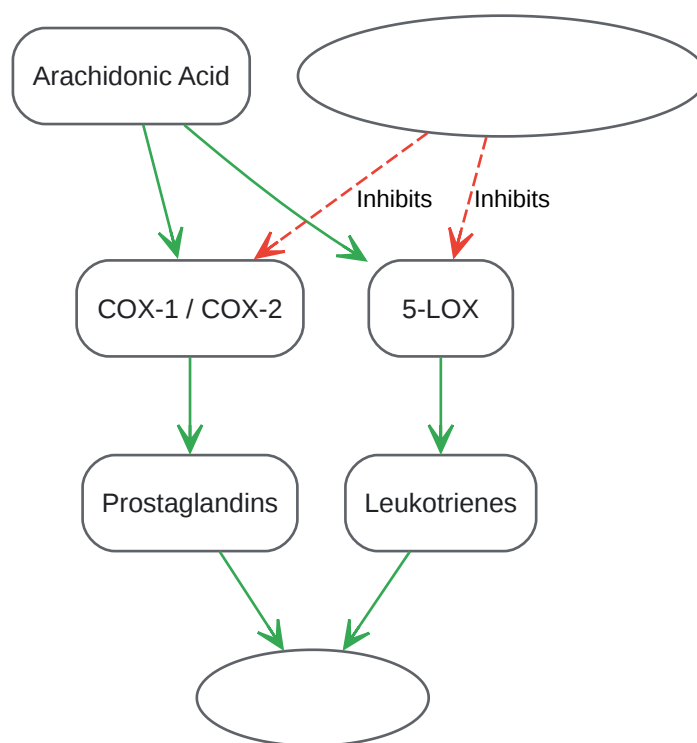 Arachidonic Acid
Inhibits
Inhibits
COX-1 / COX-2
5-LOX
Prostaglandins
Leukotrienes